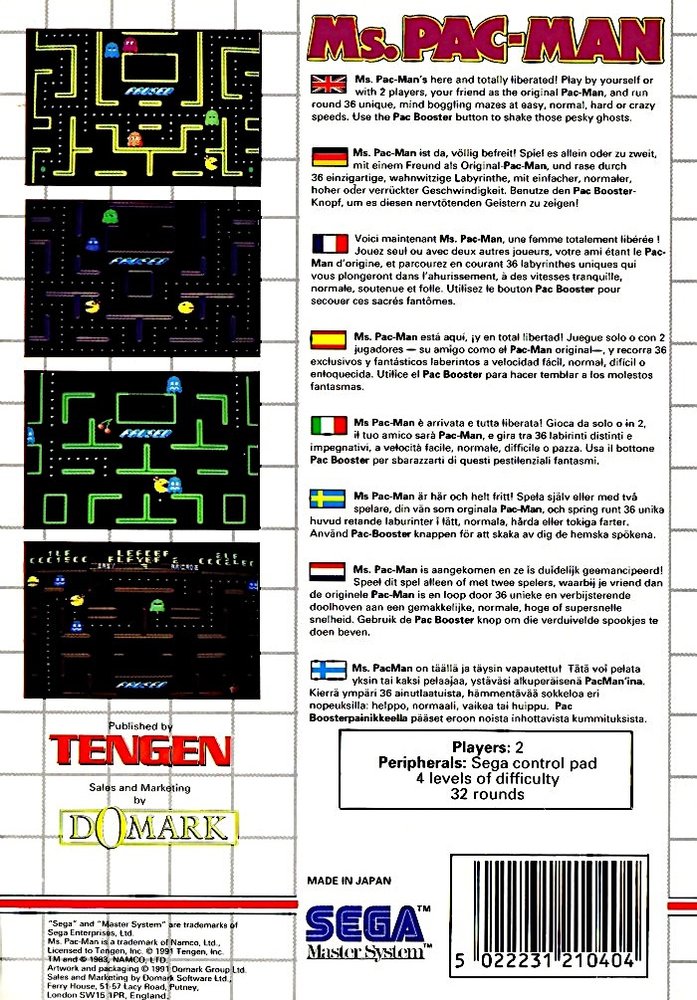 Ms. PAC-MAN
Ms. Pac-Man's here and totally liberated! Play by yourself or
with 2 players, your friend as the original Pac-Man, and run
round 36 unique, mind boggling mazes at easy, normal, hard or crazy
speeds. Use the Pac Booster button to shake those pesky ghosts.
Ms. Pac-Man ist da, völlig befreit! Spiel es allein oder zu zweit,
mit einem Freund als Original-Pac-Man, und rase durch
36 einzigartige, wahnwitzige Labyrinthe, mit einfacher, normaler,
hoher oder verrückter Geschwindigkeit. Benutze den Pac Booster-
Knopf, um es diesen nervtötenden Geistern zu zeigen!
Voici maintenant Ms. Pac-Man, une femme totalement libérée !
Jouez seul ou avec deux autres joueurs, votre ami étant le Pac-
Man d'origine, et parcourez en courant 36 labyrinthes uniques qui
vous plongeront dans l'ahurissement, à des vitesses tranquille,
normale, soutenue et folle. Utilisez le bouton Pac Booster pour
secouer ces sacrés fantômes.
Ms. Pac-Man está aquí, ¡y en total libertad! Juegue solo o con 2
jugadores — su amigo como el Pac-Man original—, y recorra 36
exclusivos y fantásticos laberintos a velocidad fácil, normal, difícil o
enloquecida. Utilice el Pac Booster para hacer temblar a los molestos
fantasmas.
Ms Pac-Man è arrivata e tutta liberata! Gioca da solo o in 2,
il tuo amico sarà Pac-Man, e gira tra 36 labirinti distinti e
impegnativi, a velocità facile, normale, difficile o pazza. Usa il bottone
Pac Booster per sbarazzarti di questi pestilenziali fantasmi.
Ms Pac-Man är här och helt fritt! Spela själv eller med två
spelare, din vän som orginala Pac-Man, och spring runt 36 unika
huvud retande laburinter i lätt, normala, hårda eller tokiga farter.
Använd Pac-Booster knappen för att skaka av dig de hemska spökena.
Ms. Pac-Man is aangekomen en ze is duidelijk geemancipeerd!
Speel dit spel alleen of met twee spelers, waarbij je vriend dan
de originele Pac-Man is en loop door 36 unieke en verbijsterende
doolhoven aan een gemakkelijke, normale, hoge of supersnelle
snelheid. Gebruik de Pac Booster knop om die verduivelde spookjes te
doen beven.
Ms. PacMan on täällä ja täysin vapautettu! Tätä voi pelata
yksin tai kaksi pelaajaa, ystäväsi alkuperäisenä PacMan'ina.
Kierrä ympäri 36 ainutlaatuista, hämmentävää sokkeloa eri
nopeuksilla: helppo, normaali, vaikea tai huippu. Pac
Boosterpainikkeella pääset eroon noista inhottavista kummituksista.
Players: 2
Peripherals: Sega control pad
4 levels of difficulty
32 rounds
PAUSED
PAUSED
PAUSED
1UP LEADER 2UP
PLAYER 2
PAUSED
Published by
TENGEN
Sales and Marketing
by
DOMARK
"Sega" and "Master System" are trademarks of
Sega Enterprises, Ltd.
Ms. Pac-Man is a trademark of Namco, Ltd.,
Licensed to Tengen, Inc. © 1991 Tengen, Inc.
TM and © 1983, NAMCO, LTD.
Artwork and packaging © 1991 Domark Group Ltd.
Sales and Marketing by Domark Software Ltd.,
Ferry House, 51-57 Lacy Road, Putney,
London SW15 1PR, England.
MADE IN JAPAN
SEGA™
Master System™
5 022231 210404